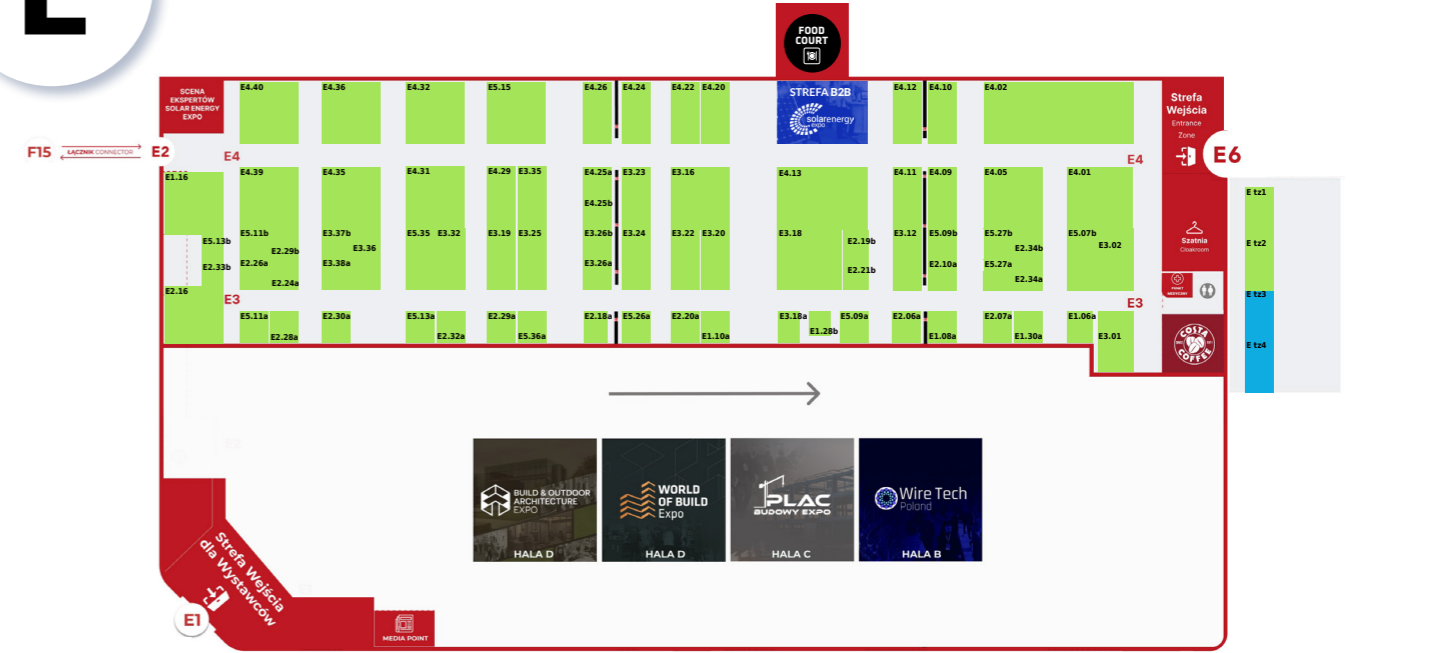 E
FOOD
COURT
SCENA
EKSPERTÓW
SOLAR ENERGY
EXPO
E4.40
E4.36
E4.32
E5.15
E4.26
E4.24
E4.22
E4.20
STREFA B2B
solarenergy
expo
E4.12
E4.10
E4.02
Strefa
Wejścia
Entrance
Zone
F15
ŁĄCZNIK CONNECTOR
E2
E4
E4
E6
E1.16
E4.39
E4.35
E4.31
E4.29
E3.35
E4.25a
E3.23
E3.16
E4.13
E4.11
E4.09
E4.05
E4.01
E tz1
E4.25b
E5.13b
E5.11b
E3.37b
E5.35
E3.32
E3.19
E3.25
E3.26b
E3.24
E3.22
E3.20
E3.18
E2.19b
E3.12
E5.09b
E5.27b
E5.07b
E3.02
Szatnia
Cloakroom
E tz2
E2.29b
E3.36
E2.34b
E2.33b
E2.26a
E3.38a
E3.26a
E2.21b
E2.10a
E5.27a
E2.24a
E2.34a
PUNKT
MEDYCZNY
E2.16
E3
E3
E tz3
E5.11a
E2.28a
E2.30a
E5.13a
E2.32a
E2.29a
E5.36a
E2.18a
E5.26a
E2.20a
E1.10a
E3.18a
E1.28b
E5.09a
E2.06a
E1.08a
E2.07a
E1.30a
E1.06a
E3.01
COSTA
COFFEE
E tz4
BUILD & OUTDOOR
ARCHITECTURE
EXPO
HALA D
WORLD
OF BUILD
Expo
HALA D
PLAC
BUDOWY EXPO
HALA C
Wire Tech
Poland
HALA B
Strefa Wejścia
dla Wystawców
E1
MEDIA POINT